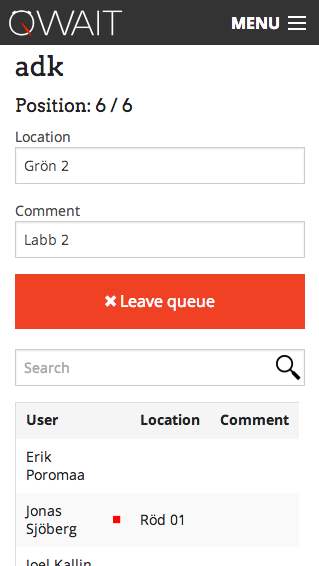 QWAIT MENU
adk
Position: 6 / 6
Location
Grön 2
Comment
Labb 2
Leave queue
Search
User Location Comment
Erik
Poromaa
Jonas
Sjöberg
Röd 01
Joel Kallin